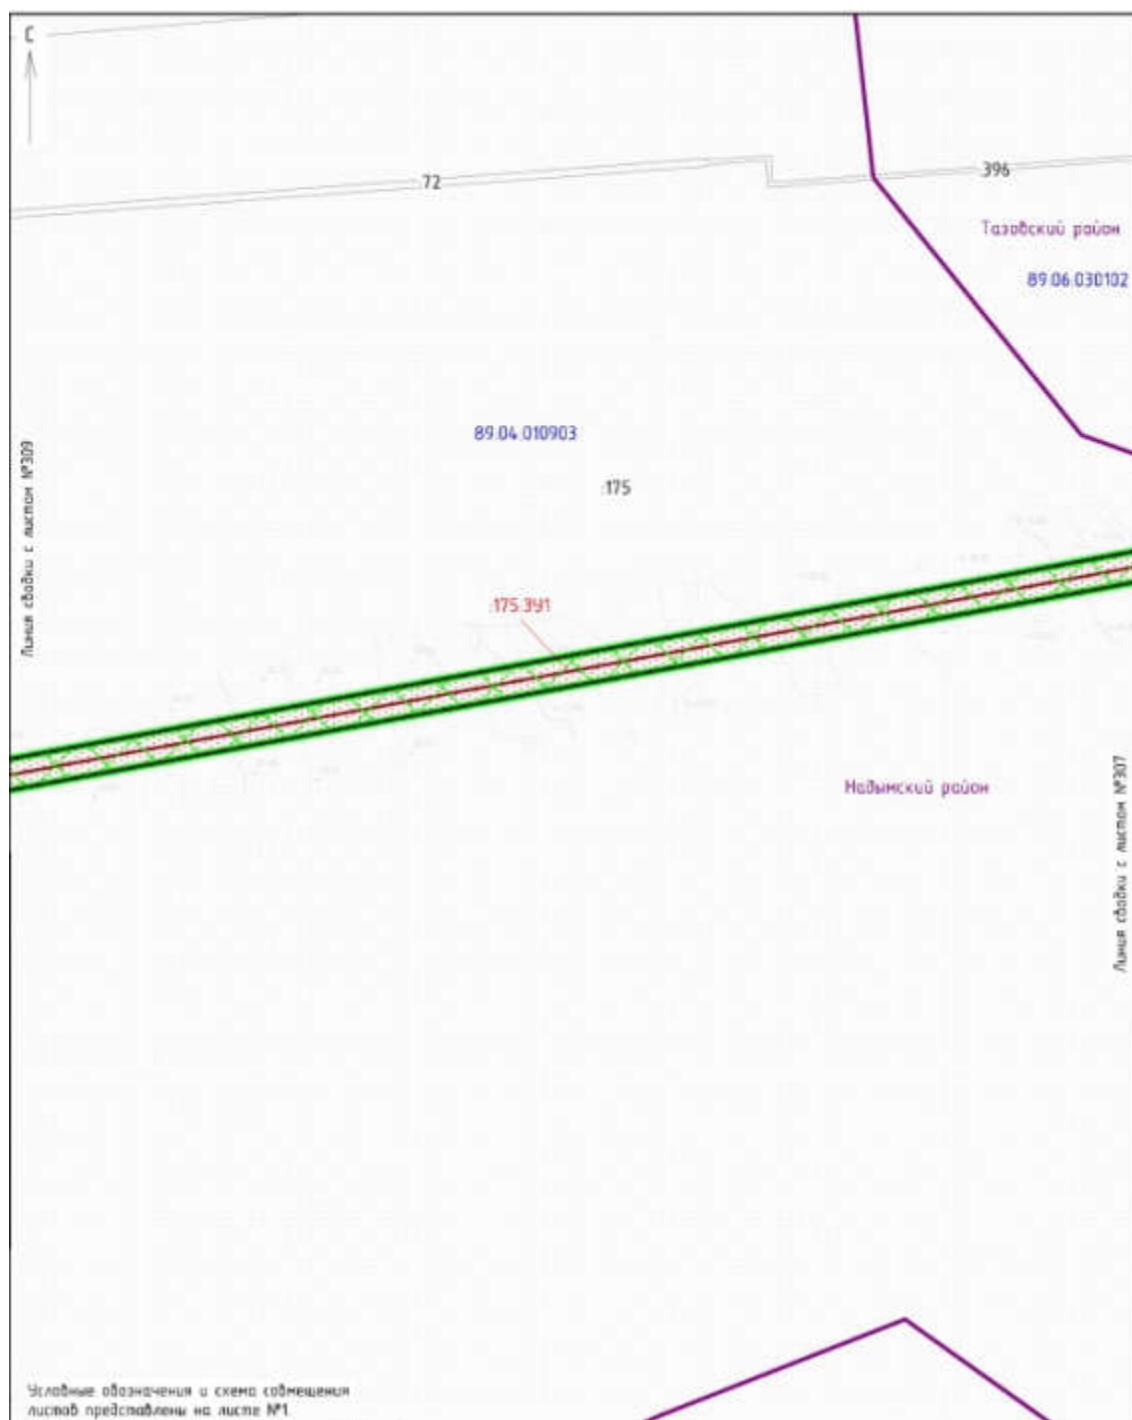 С
72
396
Тазовский район
89:06:030102
89:04:010903
:175
Линия сводки с листом №309
:175.391
Надымский район
Линия сводки с листом №307
Условные обозначения и схема совмещения
листов представлены на листе №1